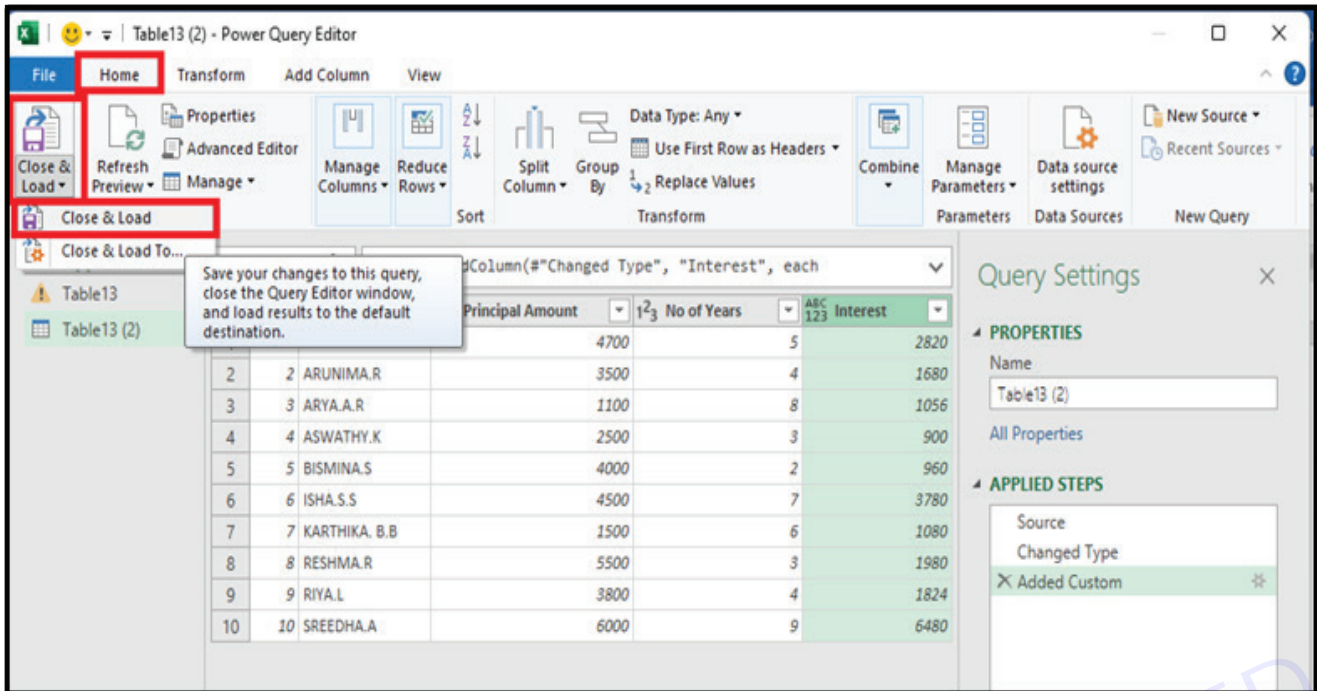 Table13 (2) - Power Query Editor
File Home Transform Add Column View
Close & Load
Refresh Preview
Properties
Advanced Editor
Manage
Manage Columns
Reduce Rows
Sort
Split Column
Group By
Data Type: Any
Use First Row as Headers
Replace Values
Transform
Combine
Manage Parameters
Parameters
Data source settings
Data Sources
New Source
Recent Sources
New Query
Close & Load
Close & Load To...
Save your changes to this query,
close the Query Editor window,
and load results to the default
destination.
dColumn(#"Changed Type", "Interest", each
Table13
Table13 (2)
Principal Amount 123 No of Years ABC 123 Interest
4700 5 2820
2 2 ARUNIMA.R 3500 4 1680
3 3 ARYA.A.R 1100 8 1056
4 4 ASWATHY.K 2500 3 900
5 5 BISMINA.S 4000 2 960
6 6 ISHA.S.S 4500 7 3780
7 7 KARTHIKA. B.B 1500 6 1080
8 8 RESHMA.R 5500 3 1980
9 9 RIYA.L 3800 4 1824
10 10 SREEDHA.A 6000 9 6480
Query Settings
PROPERTIES
Name
Table13 (2)
All Properties
APPLIED STEPS
Source
Changed Type
Added Custom